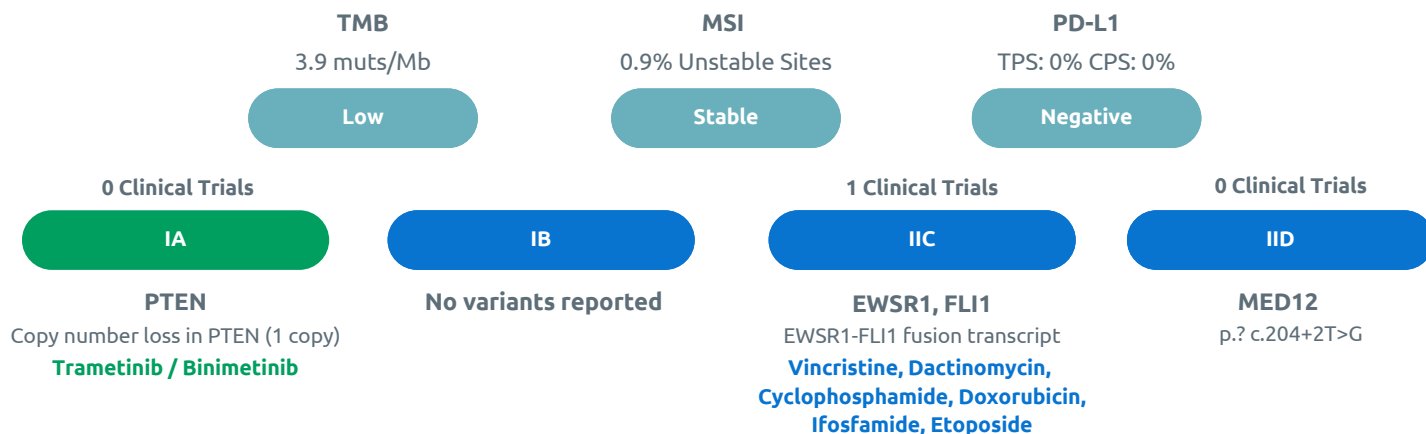 TMB
MSI
PD-L1
3.9 muts/Mb
0.9% Unstable Sites
TPS: 0% CPS: 0%
Low
Stable
Negative
0 Clinical Trials
1 Clinical Trials
0 Clinical Trials
IA
IB
IIC
IID
PTEN
Copy number loss in PTEN (1 copy)
Trametinib / Binimetinib
No variants reported
EWSR1, FLI1
EWSR1-FLI1 fusion transcript
Vincristine, Dactinomycin,
Cyclophosphamide, Doxorubicin,
Ifosfamide, Etoposide
MED12
p.? c.204+2T>G